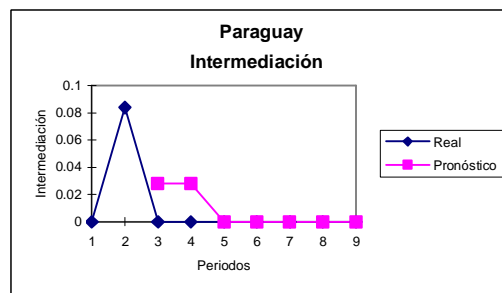 Paraguay
Intermediación
Intermediación
0.1
0.08
0.06
0.04
0.02
0
1 2 3 4 5 6 7 8 9
Periodos
Real
Pronóstico